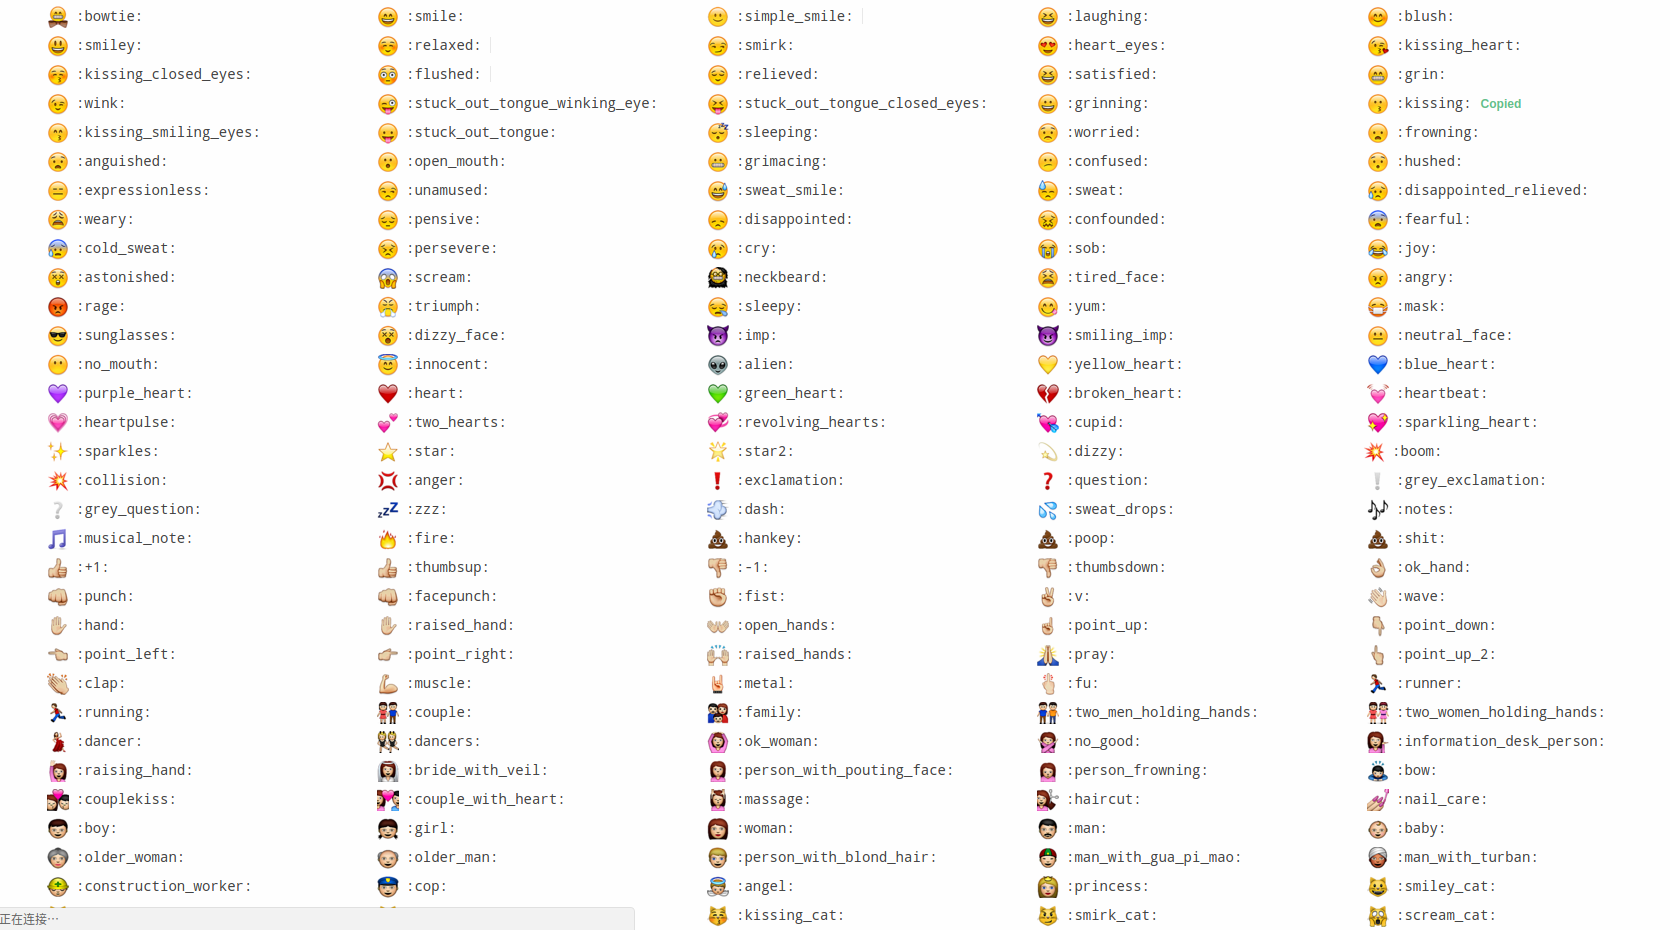 :bowtie: :smile: :simple_smile: :laughing: :blush:
:smiley: :relaxed: :smirk: :heart_eyes: :kissing_heart:
:kissing_closed_eyes: :flushed: :relieved: :satisfied: :grin:
:wink: :stuck_out_tongue_winking_eye: :stuck_out_tongue_closed_eyes: :grinning: :kissing: Copied
:kissing_smiling_eyes: :stuck_out_tongue: :sleeping: :worried: :frowning:
:anguished: :open_mouth: :grimacing: :confused: :hushed:
:expressionless: :unamused: :sweat_smile: :sweat: :disappointed_relieved:
:weary: :pensive: :disappointed: :confounded: :fearful:
:cold_sweat: :persevere: :cry: :sob: :joy:
:astonished: :scream: :neckbeard: :tired_face: :angry:
:rage: :triumph: :sleepy: :yum: :mask:
:sunglasses: :dizzy_face: :imp: :smiling_imp: :neutral_face:
:no_mouth: :innocent: :alien: :yellow_heart: :blue_heart:
:purple_heart: :heart: :green_heart: :broken_heart: :heartbeat:
:heartpulse: :two_hearts: :revolving_hearts: :cupid: :sparkling_heart:
:sparkles: :star: :star2: :dizzy: :boom:
:collision: :anger: :exclamation: :question: :grey_exclamation:
:grey_question: :zzz: :dash: :sweat_drops: :notes:
:musical_note: :fire: :hankey: :poop: :shit:
:+1: :thumbsup: :-1: :thumbsdown: :ok_hand:
:punch: :facepunch: :fist: :v: :wave:
:hand: :raised_hand: :open_hands: :point_up: :point_down:
:point_left: :point_right: :raised_hands: :pray: :point_up_2:
:clap: :muscle: :metal: :fu: :runner:
:running: :couple: :family: :two_men_holding_hands: :two_women_holding_hands:
:dancer: :dancers: :ok_woman: :no_good: :information_desk_person:
:raising_hand: :bride_with_veil: :person_with_pouting_face: :person_frowning: :bow:
:couplekiss: :couple_with_heart: :massage: :haircut: :nail_care:
:boy: :girl: :woman: :man: :baby:
:older_woman: :older_man: :person_with_blond_hair: :man_with_gua_pi_mao: :man_with_turban:
:construction_worker: :cop: :angel: :princess: :smiley_cat:
正在连接… :kissing_cat: :smirk_cat: :scream_cat: